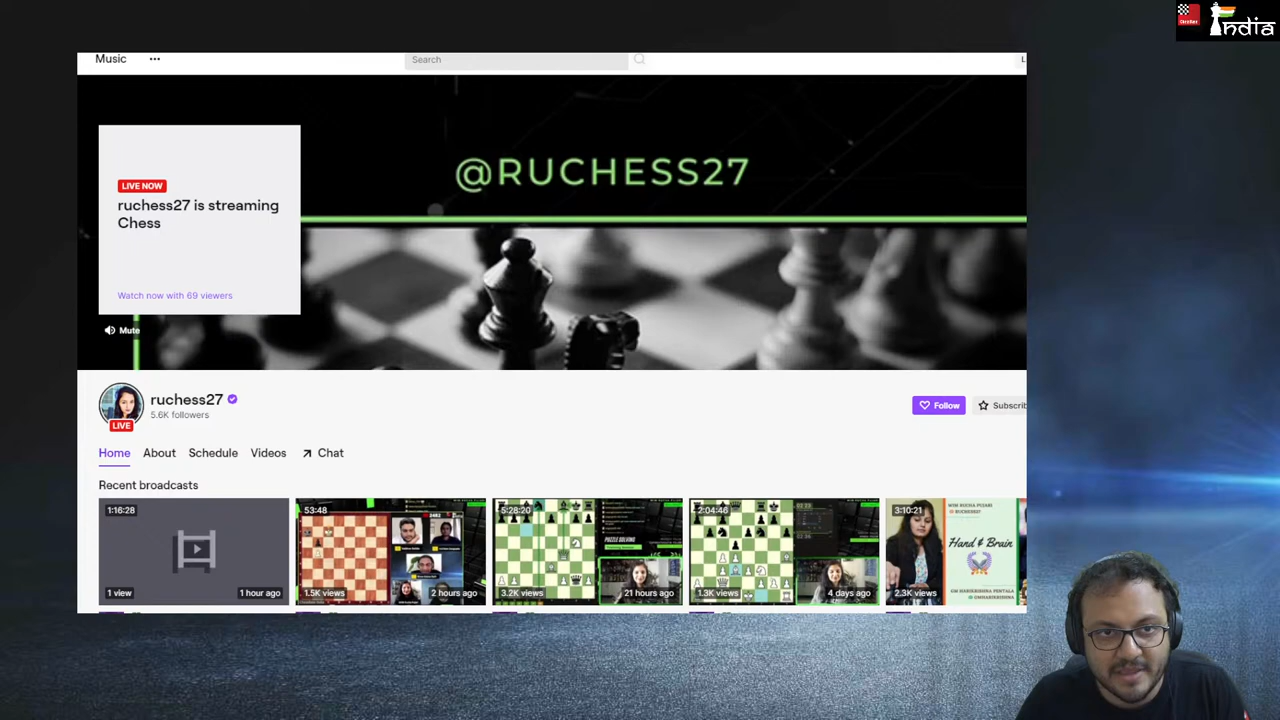 India
Music
Search
@RUCHESS27
LIVE NOW
ruchess27 is streaming
Chess
Watch now with 69 viewers
Mute
ruchess27
5.6K followers
LIVE
Follow
Home About Schedule Videos Chat
Recent broadcasts
1:16:28
1 view
1 hour ago
53:48
1.5K views
2 hours ago
5:28:20
3.2K views
21 hours ago
2:04:46
1.3K views
4 days ago
3:10:21
2.3K views
Hand & Brain